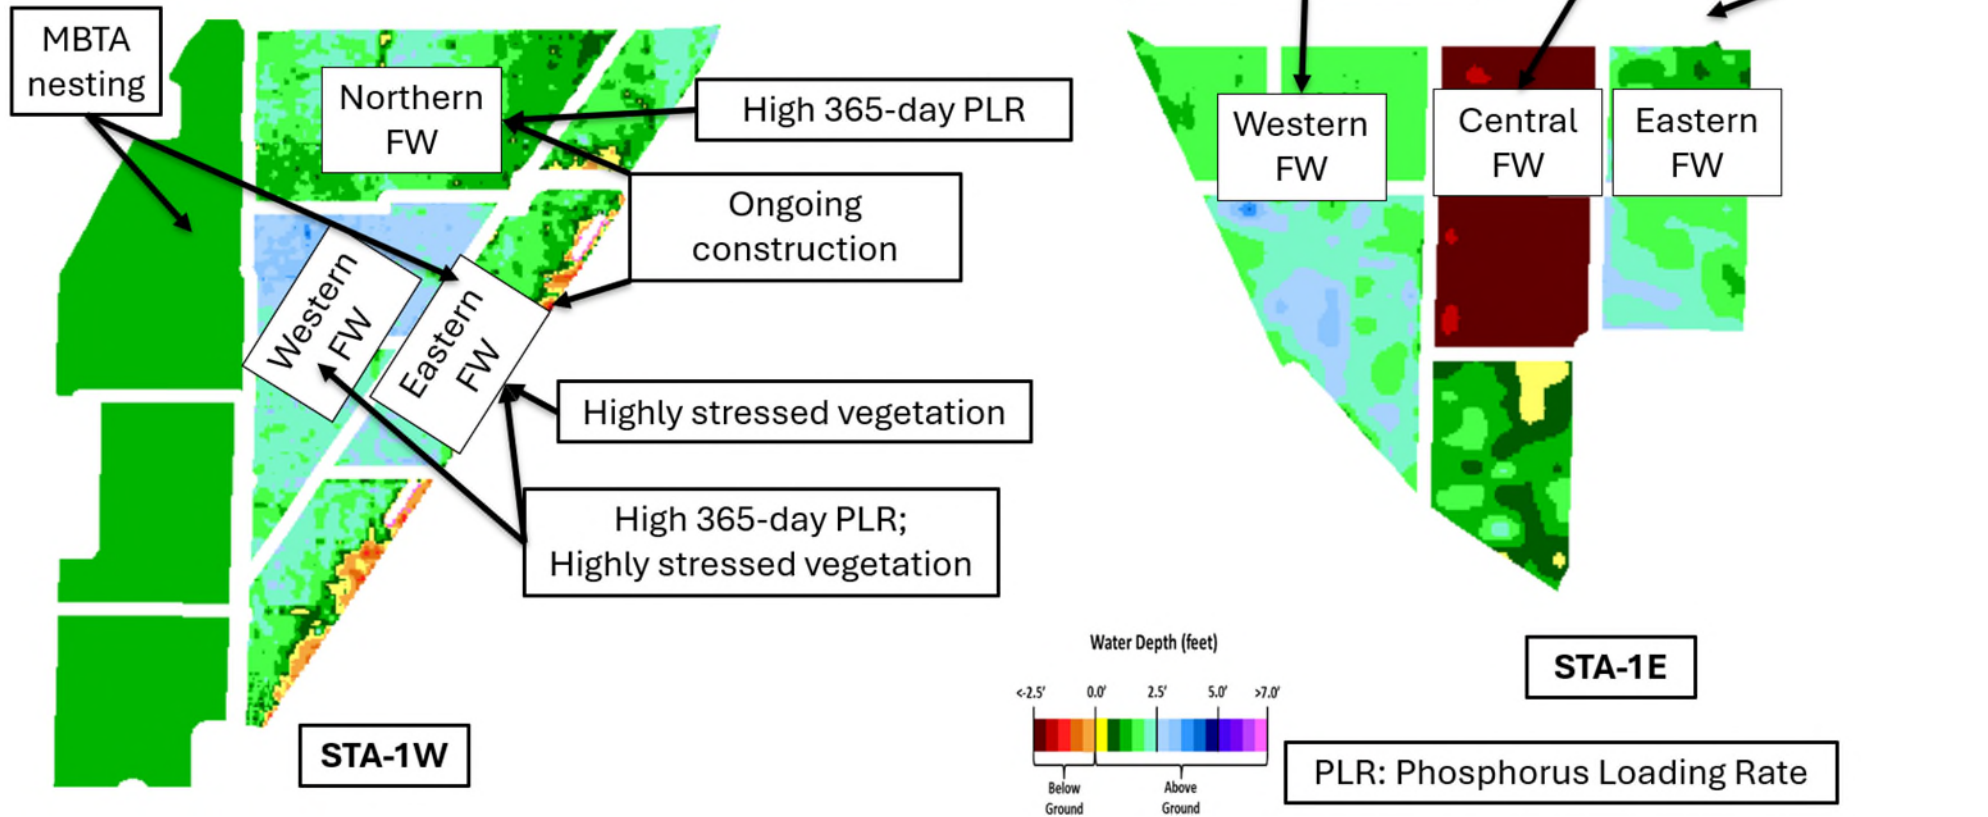 MBTA
nesting
Northern
FW
High 365-day PLR
Ongoing
construction
Western
FW
Eastern
FW
Highly stressed vegetation
High 365-day PLR;
Highly stressed vegetation
STA-1W
Western
FW
Central
FW
Eastern
FW
Water Depth (feet)
<-2.5' 0.0' 2.5' 5.0' >7.0'
Below
Ground
Above
Ground
STA-1E
PLR: Phosphorus Loading Rate